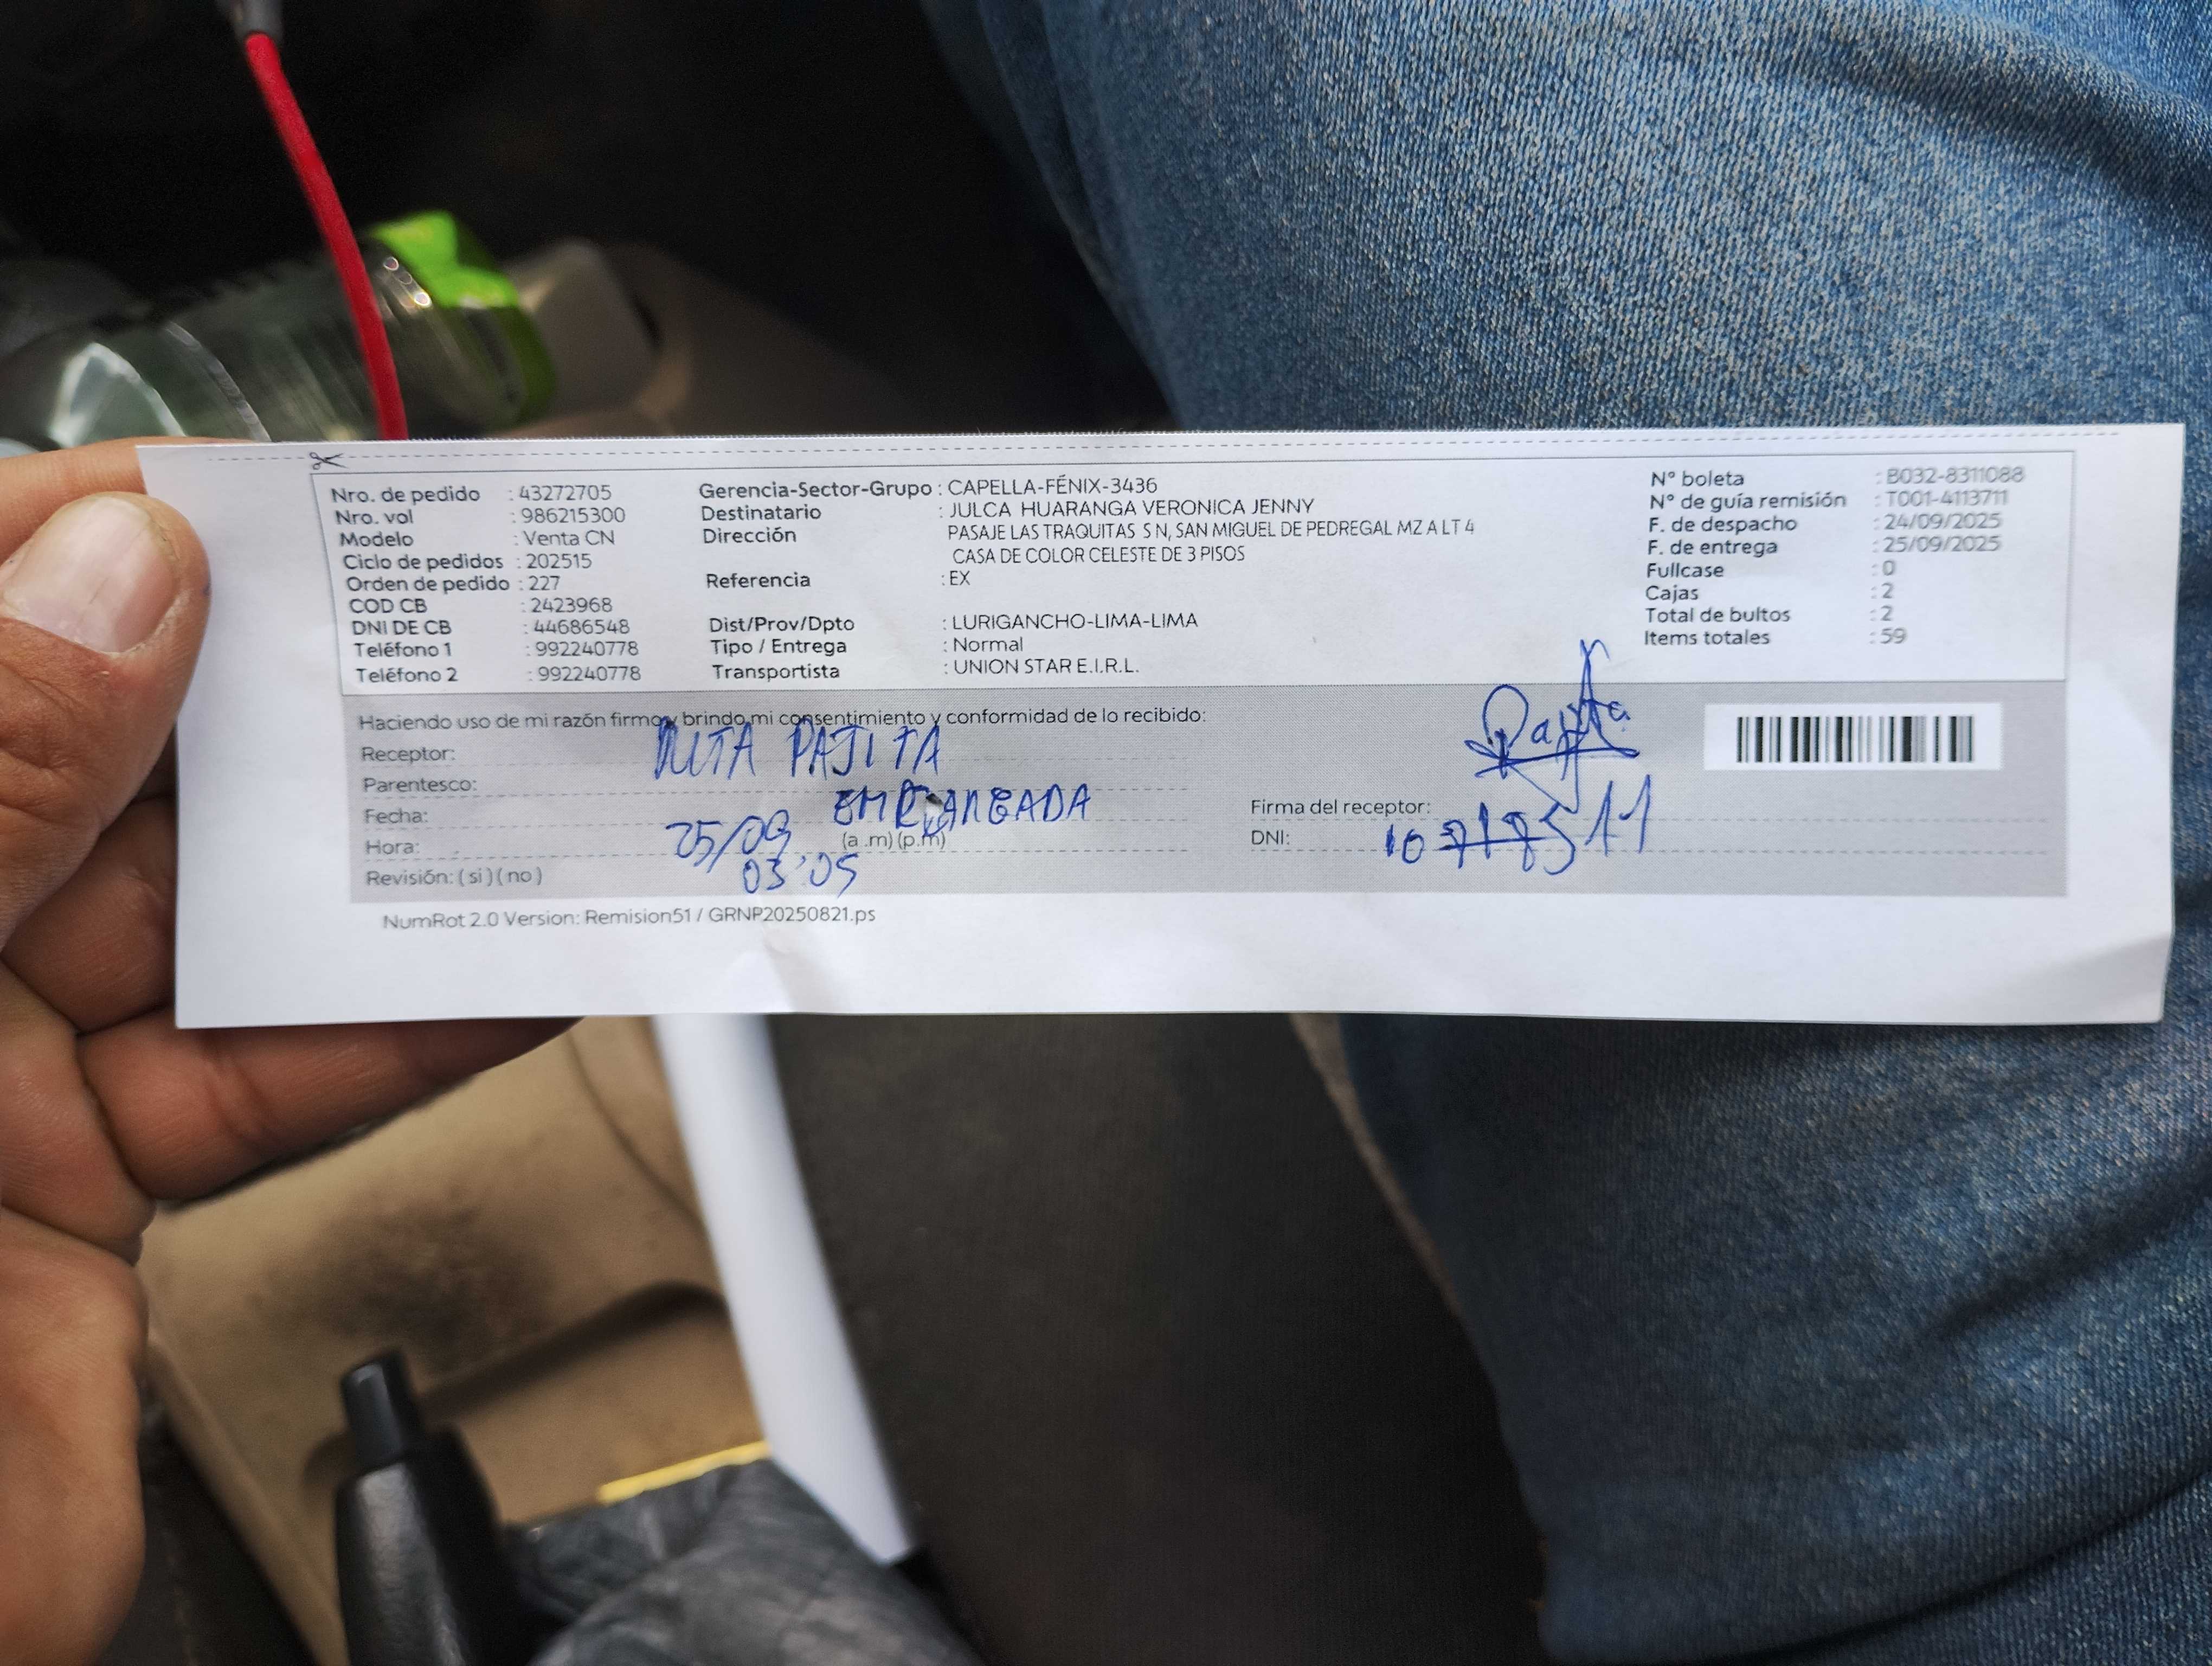 Nro. de pedido : 43272705
Nro. vol : 986215300
Modelo : Venta CN
Ciclo de pedidos : 202515
Orden de pedido : 227
COD CB : 2423968
DNI DE CB : 44686548
Teléfono 1 : 992240778
Teléfono 2 : 992240778
Gerencia-Sector-Grupo : CAPELLA-FÉNIX-3436
Destinatario : JULCA HUARANGA VERONICA JENNY
Dirección PASAJE LAS TRAQUITAS S N, SAN MIGUEL DE PEDREGAL MZ A LT 4
CASA DE COLOR CELESTE DE 3 PISOS
Referencia : EX
Dist/Prov/Dpto : LURIGANCHO-LIMA-LIMA
Tipo / Entrega : Normal
Transportista : UNION STAR E.I.R.L.
N° boleta : B032-8311088
N° de guía remisión : T001-4113711
F. de despacho : 24/09/2025
F. de entrega : 25/09/2025
Fullcase : 0
Cajas : 2
Total de bultos : 2
Items totales : 59
Haciendo uso de mi razón firmo y brindo mi consentimiento y conformidad de lo recibido:
Receptor: PAJITA
Parentesco: ENCARGADA
Fecha: 25/09
Hora: 03:05 (a .m) (p.m)
Revisión: ( si ) ( no )
Firma del receptor:
DNI:
NumRot 2.0 Version: Remision51 / GRNP20250821.ps